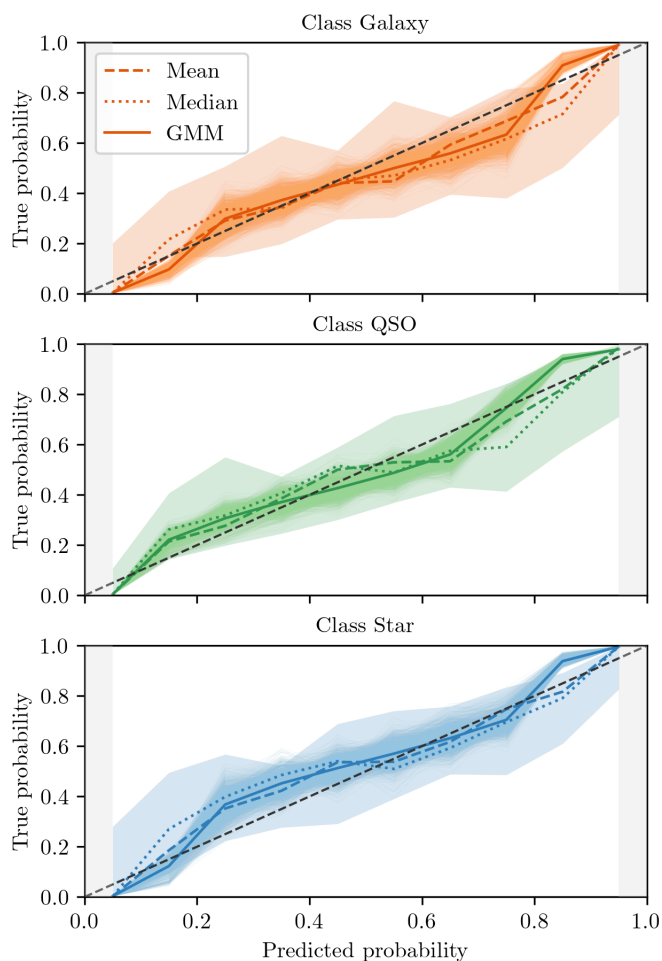 Class Galaxy
1.0
0.8
0.6
0.4
0.2
0.0
True probability
Mean
Median
GMM
Class QSO
1.0
0.8
0.6
0.4
0.2
0.0
True probability
Class Star
1.0
0.8
0.6
0.4
0.2
0.0
True probability
0.0 0.2 0.4 0.6 0.8 1.0
Predicted probability